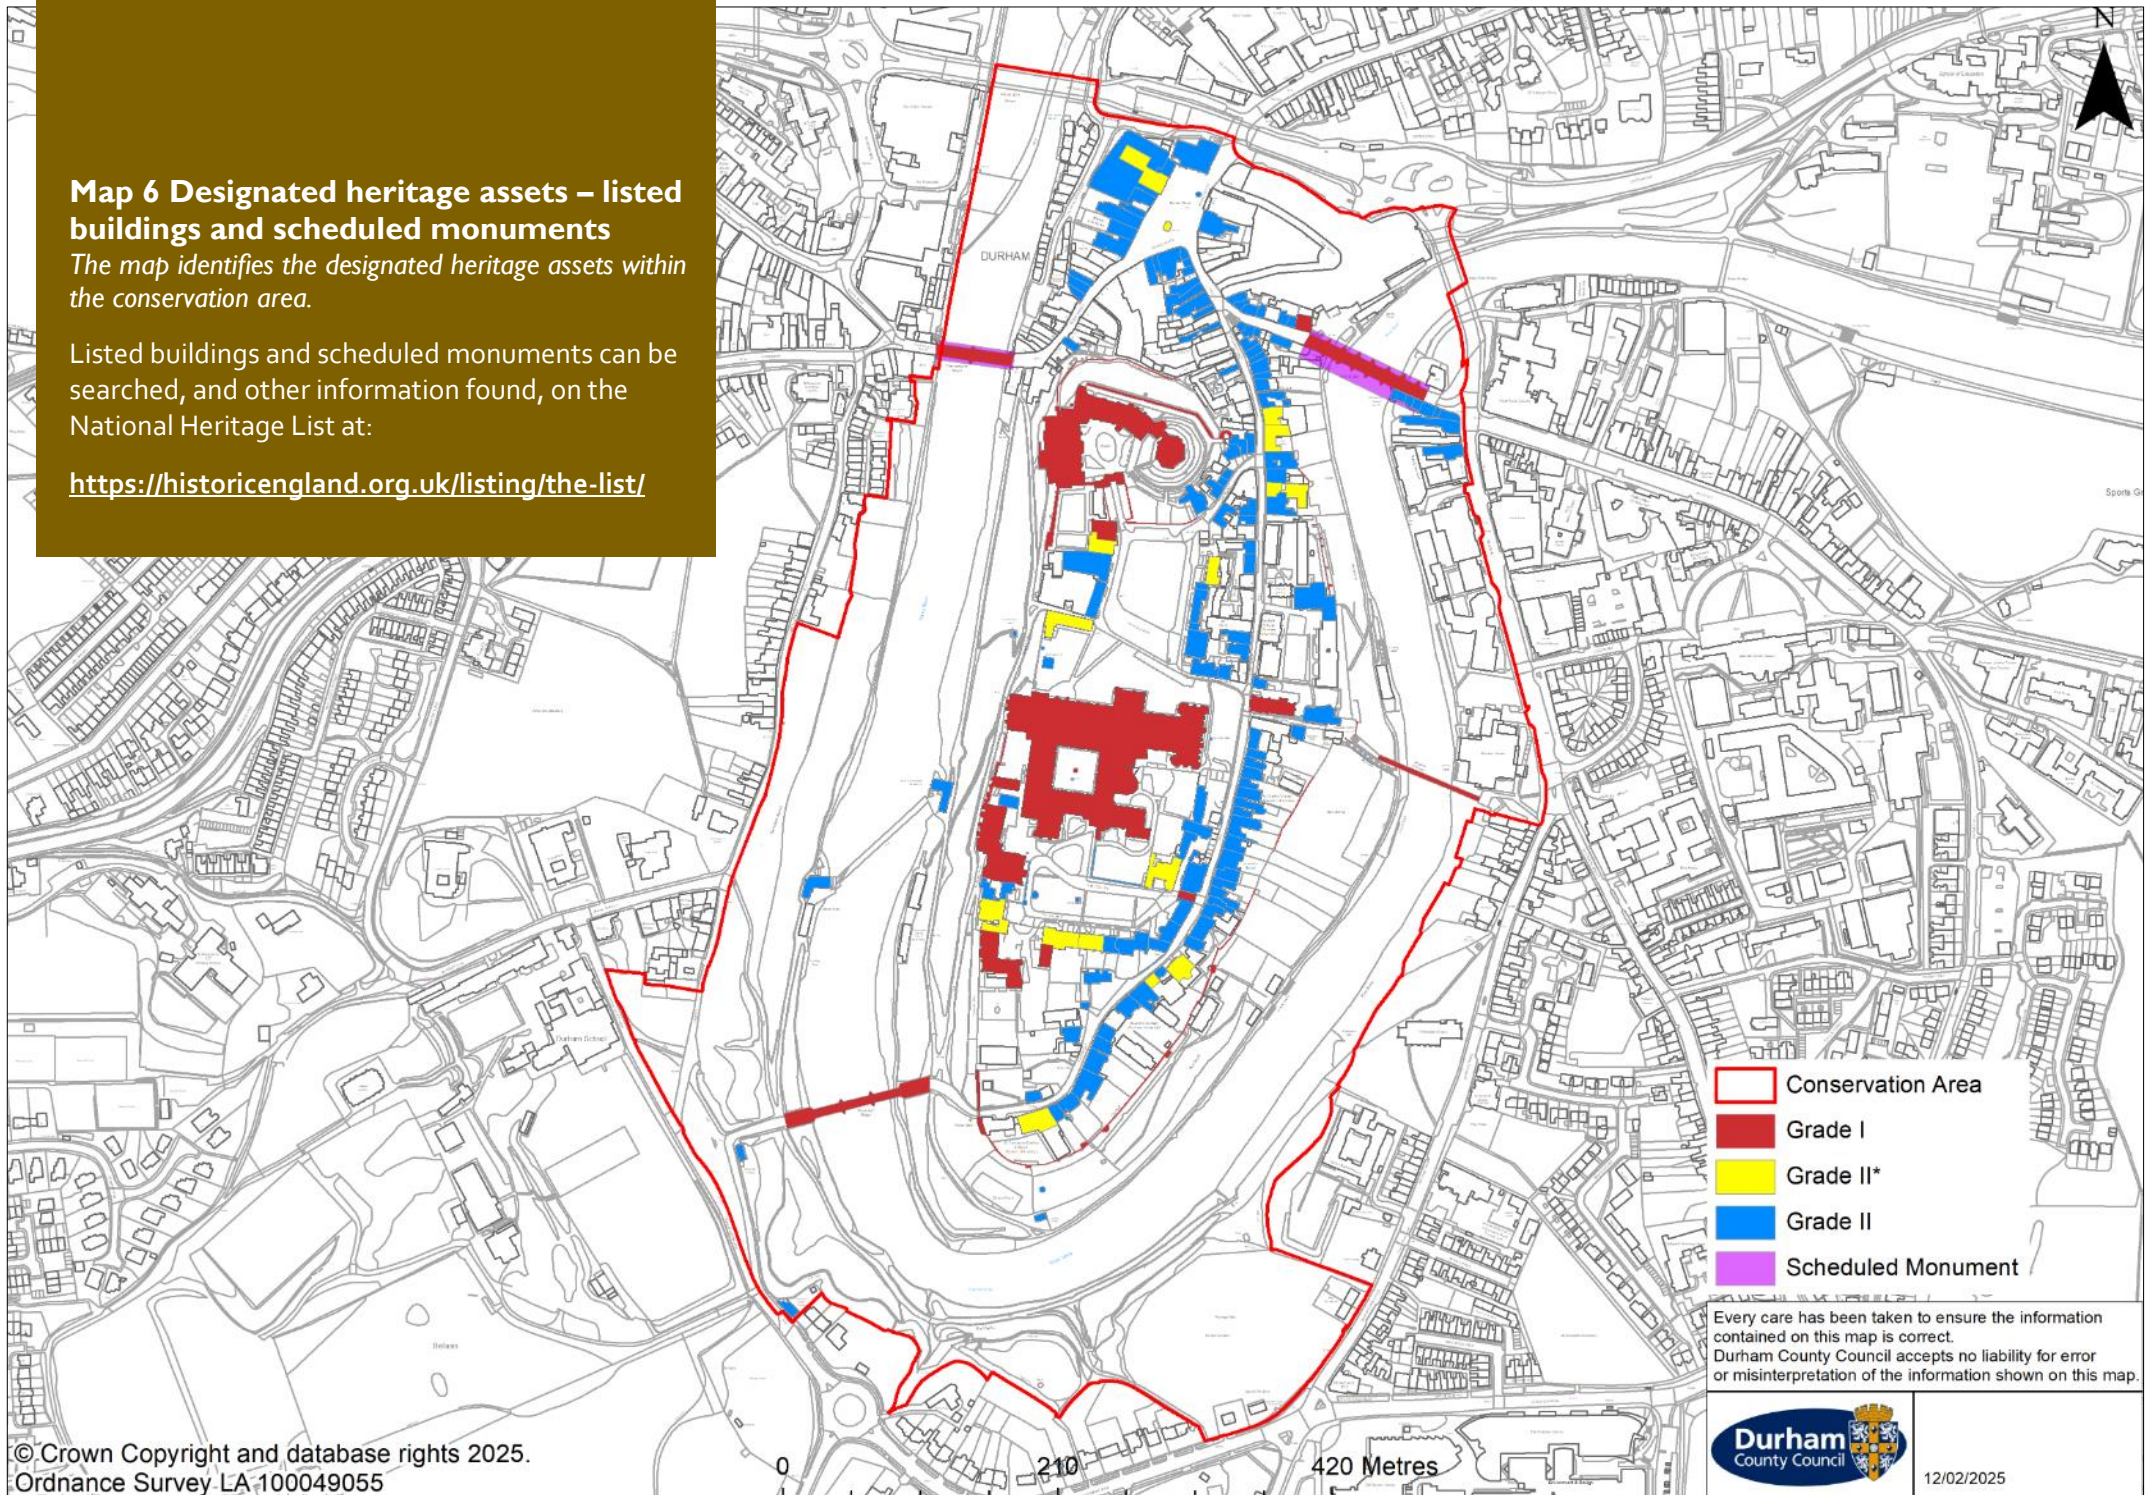 Map 6 Designated heritage assets – listed
buildings and scheduled monuments
The map identifies the designated heritage assets within
the conservation area.
Listed buildings and scheduled monuments can be
searched, and other information found, on the
National Heritage List at:
https://historicengland.org.uk/listing/the-list/
N
DURHAM
Sports Gr
Durham School
Bellasis
Conservation Area
Grade I
Grade II*
Grade II
Scheduled Monument
Every care has been taken to ensure the information
contained on this map is correct.
Durham County Council accepts no liability for error
or misinterpretation of the information shown on this map.
Durham
County Council
12/02/2025
0 210 420 Metres
© Crown Copyright and database rights 2025.
Ordnance Survey LA 100049055